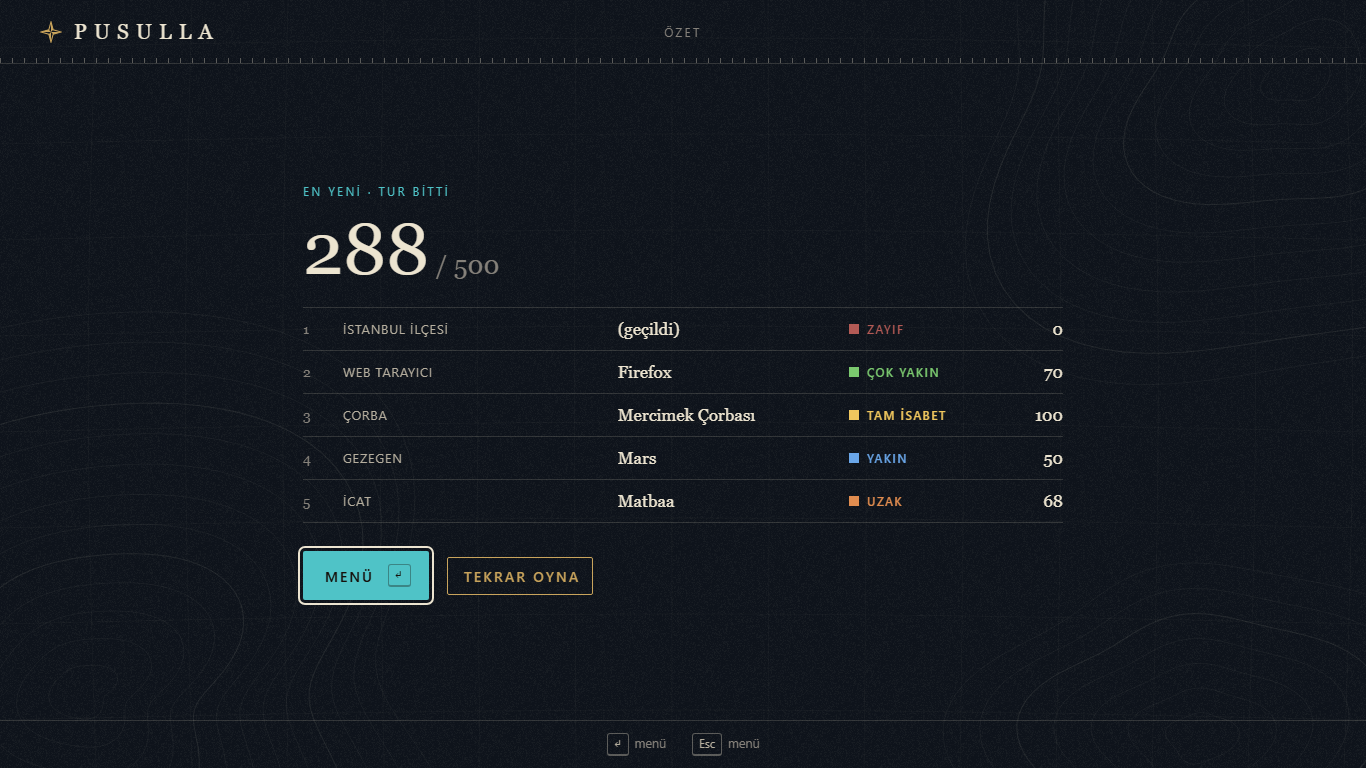 PUSULLA
ÖZET
EN YENİ · TUR BİTTİ
288 / 500
1 İSTANBUL İLÇESİ (geçildi) ZAYIF 0
2 WEB TARAYICI Firefox ÇOK YAKIN 70
3 ÇORBA Mercimek Çorbası TAM İSABET 100
4 GEZEGEN Mars YAKIN 50
5 İCAT Matbaa UZAK 68
MENÜ ↵ TEKRAR OYNA
↵ menü Esc menü